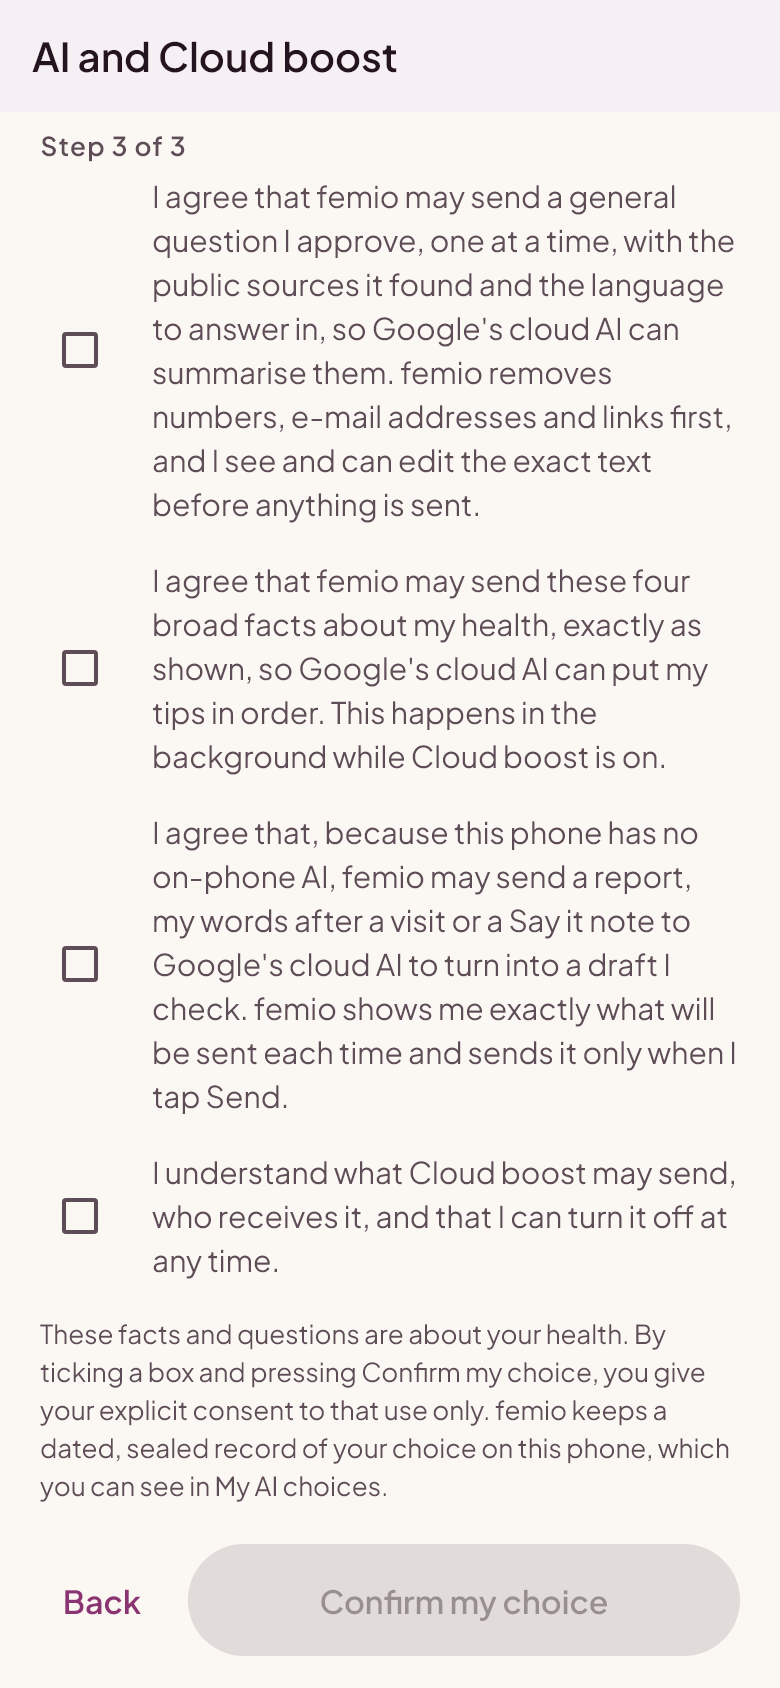 AI and Cloud boost
Step 3 of 3
I agree that femio may send a general
question I approve, one at a time, with the
public sources it found and the language
to answer in, so Google's cloud AI can
summarise them. femio removes
numbers, e-mail addresses and links first,
and I see and can edit the exact text
before anything is sent.
I agree that femio may send these four
broad facts about my health, exactly as
shown, so Google's cloud AI can put my
tips in order. This happens in the
background while Cloud boost is on.
I agree that, because this phone has no
on-phone AI, femio may send a report,
my words after a visit or a Say it note to
Google's cloud AI to turn into a draft I
check. femio shows me exactly what will
be sent each time and sends it only when I
tap Send.
I understand what Cloud boost may send,
who receives it, and that I can turn it off at
any time.
These facts and questions are about your health. By
ticking a box and pressing Confirm my choice, you give
your explicit consent to that use only. femio keeps a
dated, sealed record of your choice on this phone, which
you can see in My AI choices.
Back
Confirm my choice